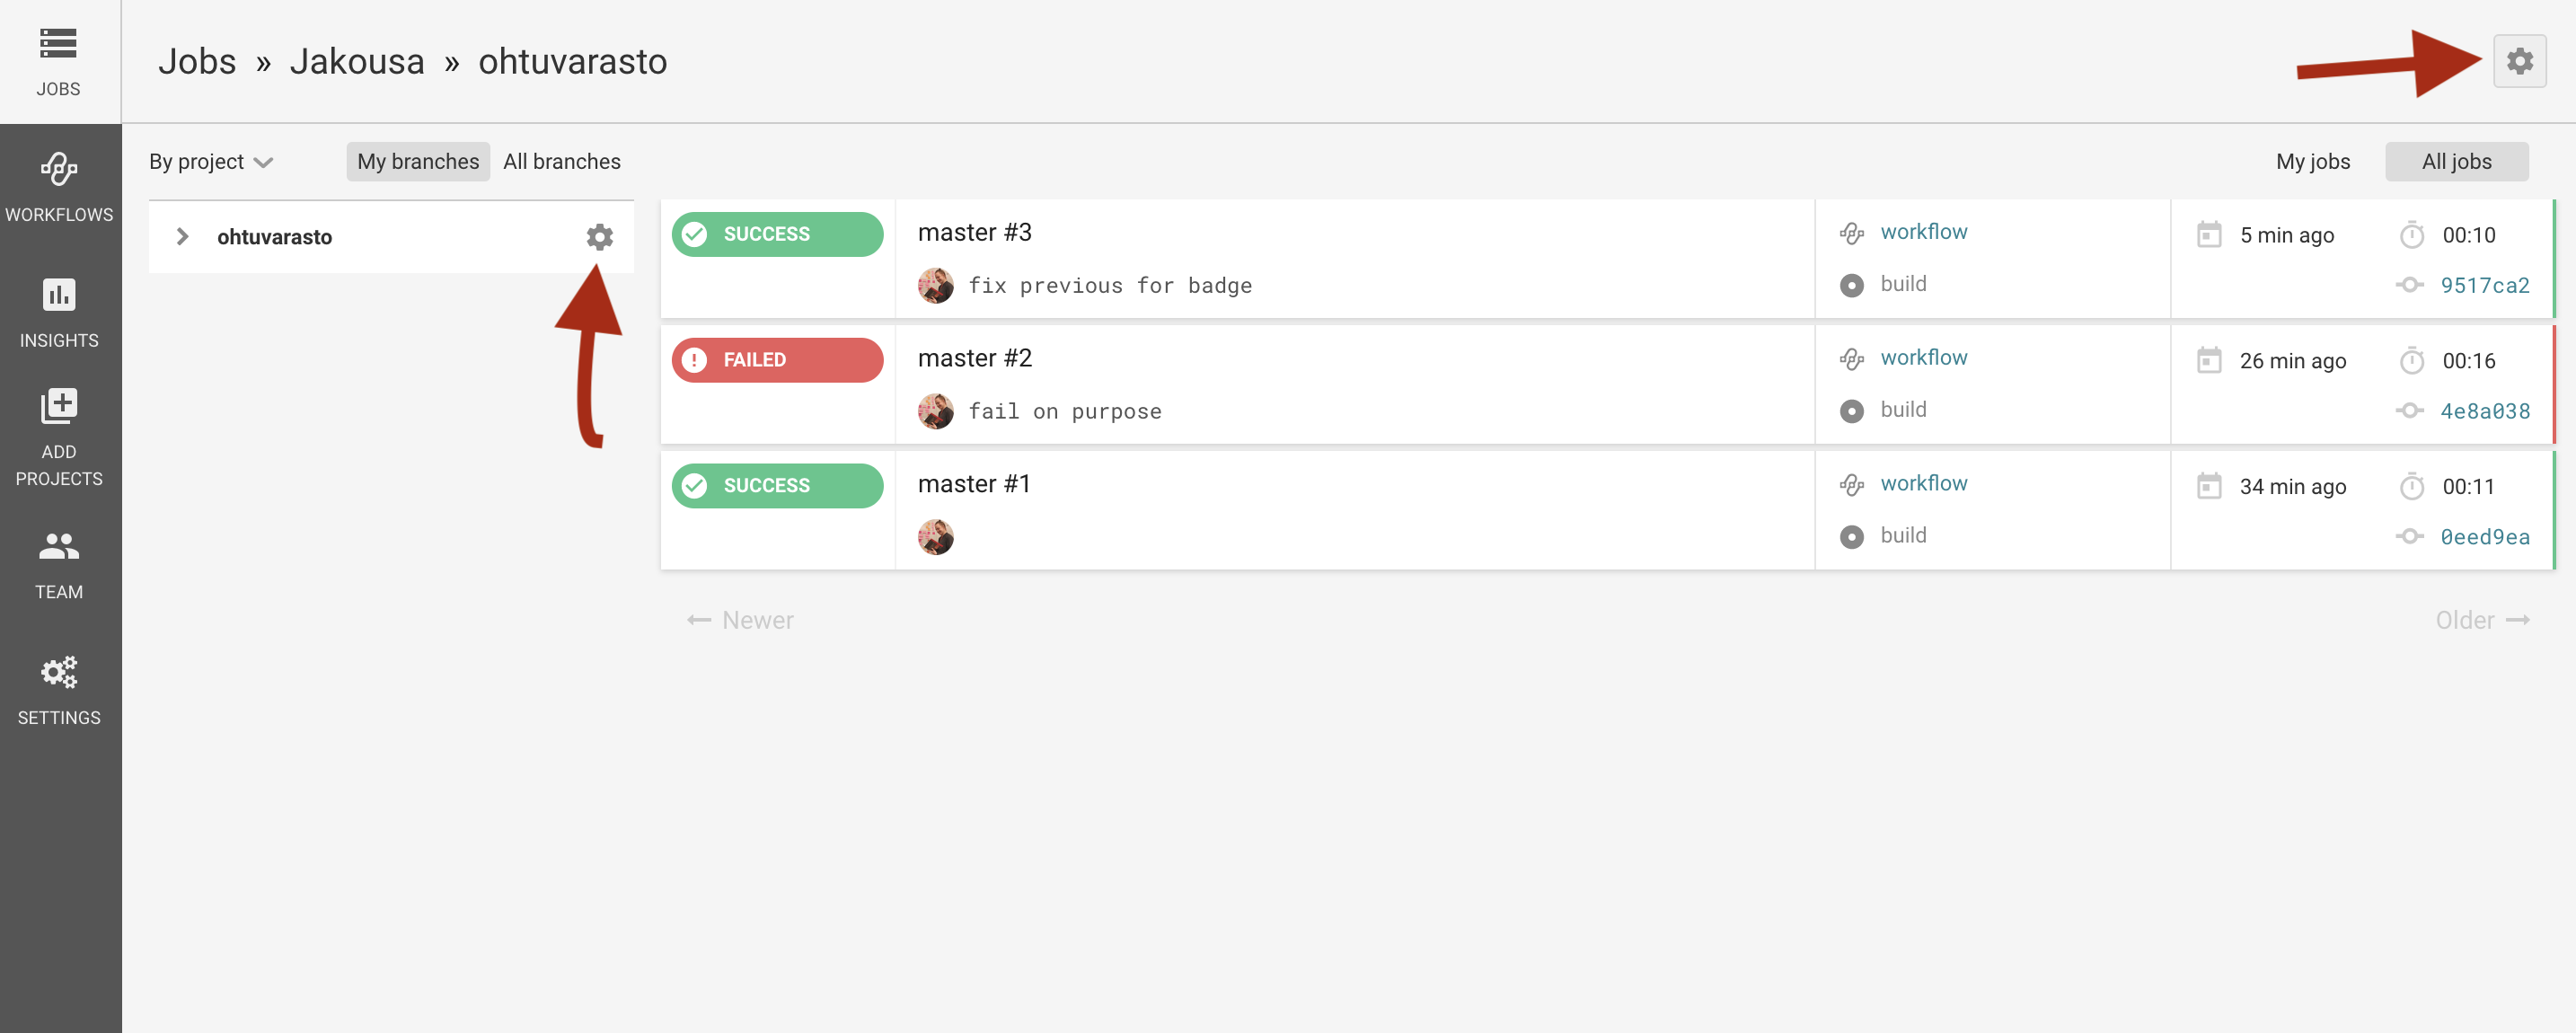 JOBS
WORKFLOWS
INSIGHTS
ADD
PROJECTS
TEAM
SETTINGS
Jobs » Jakousa » ohtuvarasto
By project My branches All branches My jobs All jobs
ohtuvarasto
SUCCESS master #3 workflow 5 min ago 00:10
fix previous for badge build 9517ca2
FAILED master #2 workflow 26 min ago 00:16
fail on purpose build 4e8a038
SUCCESS master #1 workflow 34 min ago 00:11
build 0eed9ea
← Newer Older →